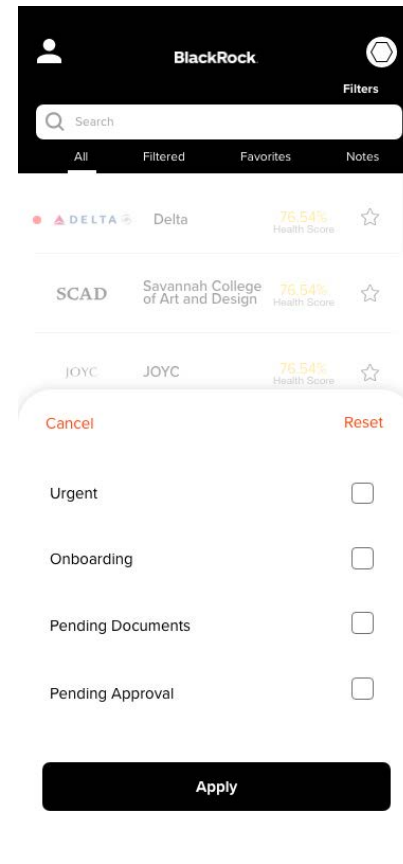 BlackRock.
Filters
Search
All Filtered Favorites Notes
DELTA Delta 76.54%
Health Score
SCAD Savannah College
of Art and Design 76.54%
Health Score
JOYC JOYC 76.54%
Health Score
Cancel Reset
Urgent
Onboarding
Pending Documents
Pending Approval
Apply